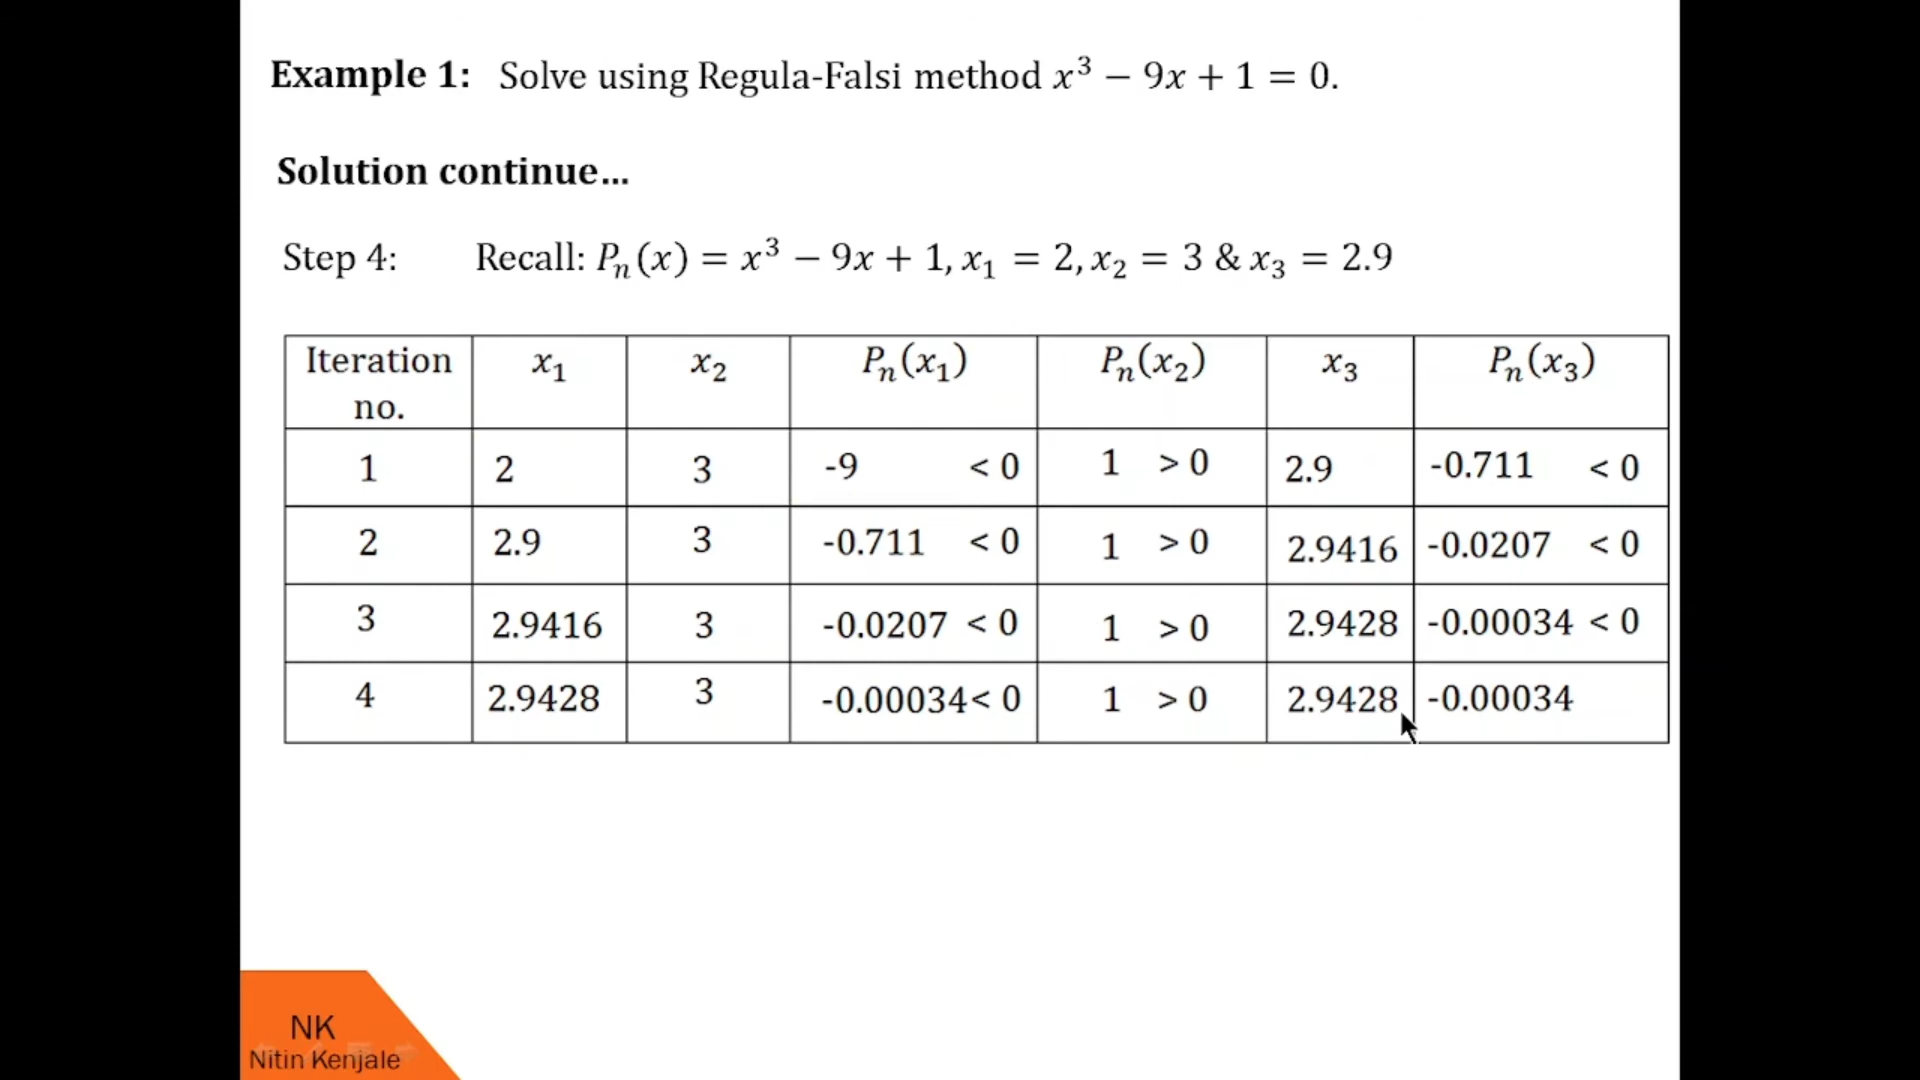 Example 1: Solve using Regula-Falsi method x³ − 9x + 1 = 0.
Solution continue...
Step 4: Recall: Pₙ(x) = x³ − 9x + 1, x₁ = 2, x₂ = 3 & x₃ = 2.9
Iteration no. x₁ x₂ Pₙ(x₁) Pₙ(x₂) x₃ Pₙ(x₃)
1 2 3 -9 < 0 1 > 0 2.9 -0.711 < 0
2 2.9 3 -0.711 < 0 1 > 0 2.9416 -0.0207 < 0
3 2.9416 3 -0.0207 < 0 1 > 0 2.9428 -0.00034 < 0
4 2.9428 3 -0.00034< 0 1 > 0 2.9428 -0.00034
NK
Nitin Kenjale